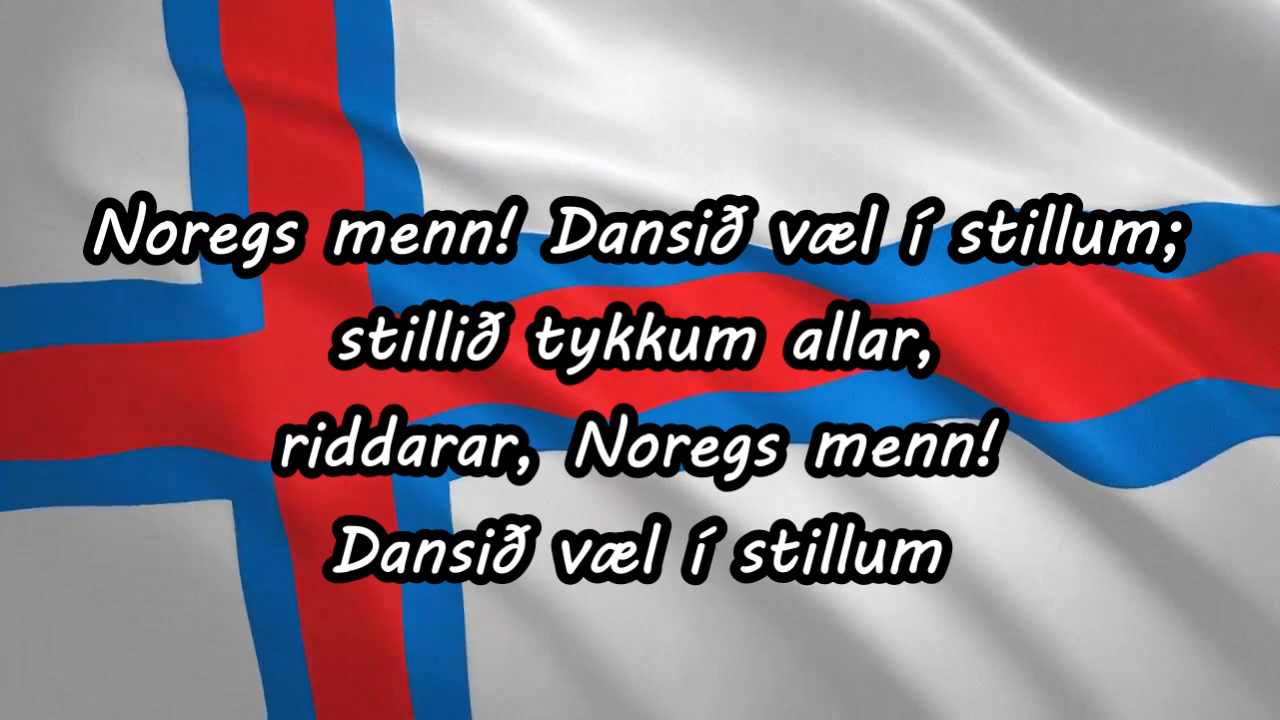 Noregs menn! Dansið væl í stillum;
stillið tykkum allar,
riddarar, Noregs menn!
Dansið væl í stillum